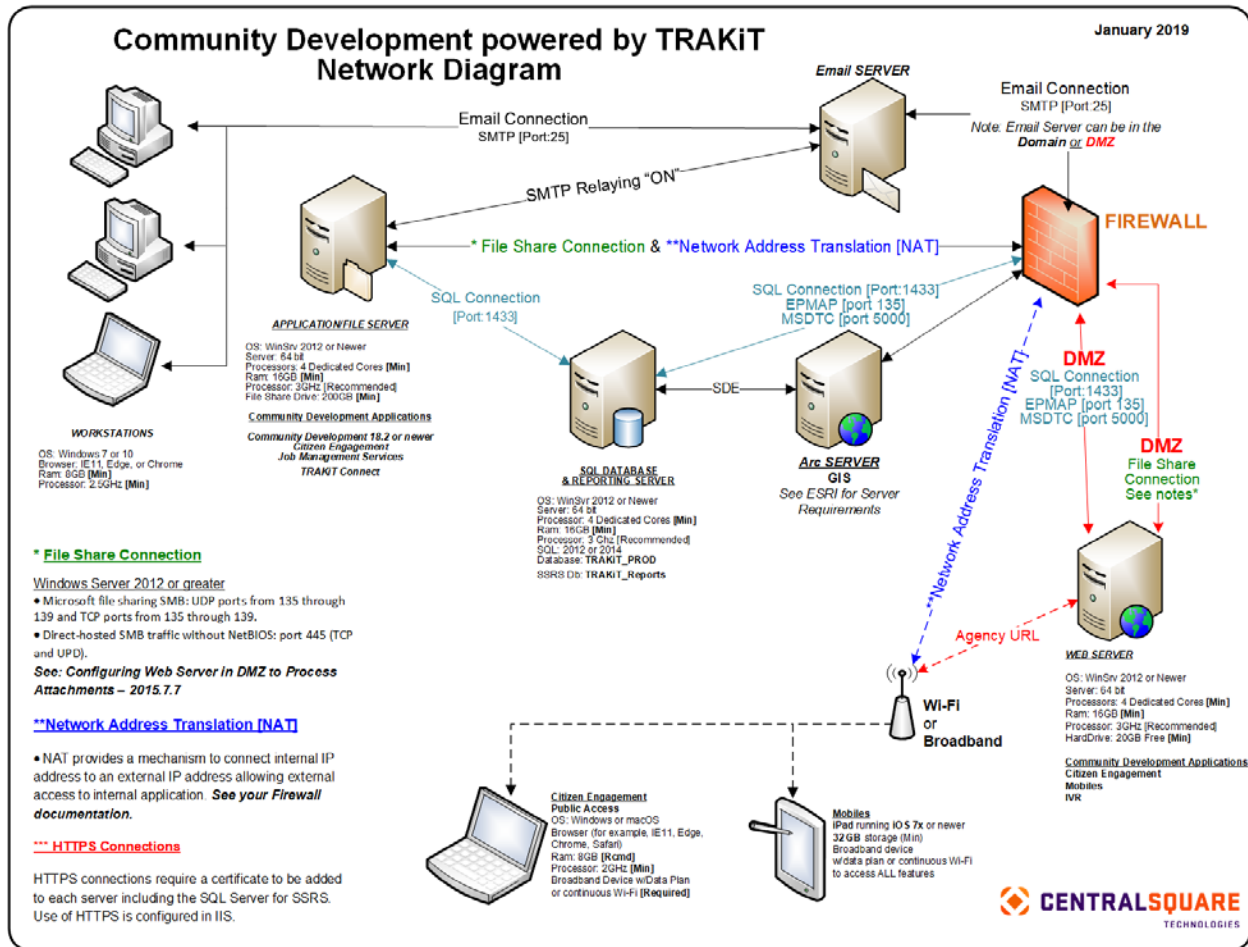 Community Development powered by TRAKiT
Network Diagram
January 2019
Email SERVER
Email Connection
SMTP [Port:25]
Email Connection
SMTP [Port:25]
Note: Email Server can be in the
Domain or DMZ
SMTP Relaying "ON"
FIREWALL
* File Share Connection & **Network Address Translation [NAT]
SQL Connection
[Port:1433]
SQL Connection [Port:1433]
EPMAP [port 135]
MSDTC [port 5000]
APPLICATION/FILE SERVER
OS: WinSrv 2012 or Newer
Server: 64 bit
Processors: 4 Dedicated Cores [Min]
Ram: 16GB [Min]
Processor: 3GHz [Recommended]
File Share Drive: 200GB [Min]
Community Development Applications
Community Development 18.2 or newer
Citizen Engagement
Job Management Services
TRAKiT Connect
WORKSTATIONS
OS: Windows 7 or 10
Browser: IE11, Edge, or Chrome
Ram: 8GB [Min]
Processor: 2.5GHz [Min]
SDE
SQL DATABASE
& REPORTING SERVER
OS: WinSvr 2012 or Newer
Server: 64 bit
Processor: 4 Dedicated Cores [Min]
Ram: 16GB [Min]
Processor: 3 Ghz [Recommended]
SQL: 2012 or 2014
Database: TRAKiT_PROD
SSRS Db: TRAKiT_Reports
Arc SERVER
GIS
See ESRI for Server
Requirements
**Network Address Translation [NAT]
DMZ
SQL Connection
[Port:1433]
EPMAP [port 135]
MSDTC [port 5000]
DMZ
File Share
Connection
See notes*
Agency URL
WEB SERVER
OS: WinSrv 2012 or Newer
Server: 64 bit
Processors: 4 Dedicated Cores [Min]
Ram: 16GB [Min]
Processor: 3GHz [Recommended]
HardDrive: 20GB Free [Min]
Community Development Applications
Citizen Engagement
Mobiles
IVR
Wi-Fi
or
Broadband
* File Share Connection
Windows Server 2012 or greater
• Microsoft file sharing SMB: UDP ports from 135 through
139 and TCP ports from 135 through 139.
• Direct-hosted SMB traffic without NetBIOS: port 445 (TCP
and UPD).
See: Configuring Web Server in DMZ to Process
Attachments – 2015.7.7
**Network Address Translation [NAT]
• NAT provides a mechanism to connect internal IP
address to an external IP address allowing external
access to internal application. See your Firewall
documentation.
*** HTTPS Connections
HTTPS connections require a certificate to be added
to each server including the SQL Server for SSRS.
Use of HTTPS is configured in IIS.
Citizen Engagement
Public Access
OS: Windows or macOS
Browser (for example, IE11, Edge,
Chrome, Safari)
Ram: 8GB [Rcmd]
Processor: 2GHz [Min]
Broadband Device w/Data Plan
or continuous Wi-Fi [Required]
Mobiles
iPad running iOS 7x or newer
32GB storage (Min)
Broadband device
w/data plan or continuous Wi-Fi
to access ALL features
CENTRALSQUARE
TECHNOLOGIES